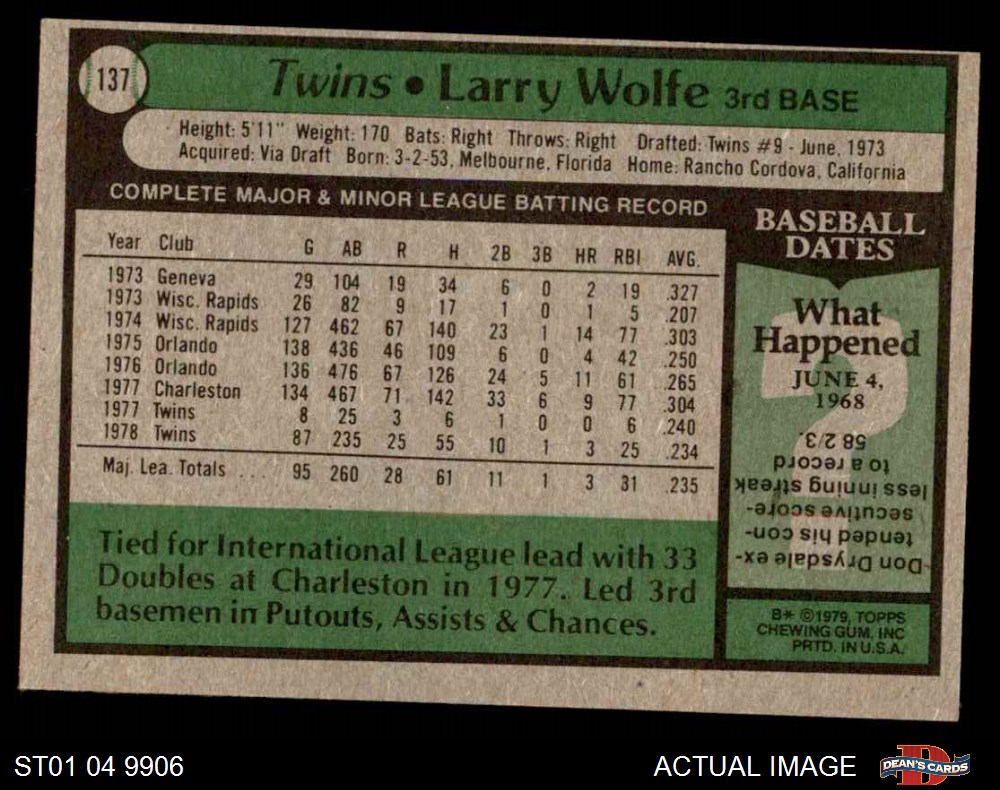 137
Twins • Larry Wolfe 3rd BASE
Height: 5'11" Weight: 170 Bats: Right Throws: Right Drafted: Twins #9 - June, 1973
Acquired: Via Draft Born: 3-2-53, Melbourne, Florida Home: Rancho Cordova, California
COMPLETE MAJOR & MINOR LEAGUE BATTING RECORD
Year Club G AB R H 2B 3B HR RBI AVG.
1973 Geneva 29 104 19 34 6 0 2 19 .327
1973 Wisc. Rapids 26 82 9 17 1 0 1 5 .207
1974 Wisc. Rapids 127 462 67 140 23 1 14 77 .303
1975 Orlando 138 436 46 109 6 0 4 42 .250
1976 Orlando 136 476 67 126 24 5 11 61 .265
1977 Charleston 134 467 71 142 33 6 9 77 .304
1977 Twins 8 25 3 6 1 0 0 6 .240
1978 Twins 87 235 25 55 10 1 3 25 .234
Maj. Lea. Totals ... 95 260 28 61 11 1 3 31 .235
Tied for International League lead with 33
Doubles at Charleston in 1977. Led 3rd
basemen in Putouts, Assists & Chances.
BASEBALL
DATES
What
Happened
JUNE 4,
1968
Don Drysdale ex-
tended his con-
secutive score-
less inning streak
to a record
58 2/3.
B* ©1979, TOPPS
CHEWING GUM, INC
PRTD. IN U.S.A.
ST01 04 9906
ACTUAL IMAGE
D
DEAN'S CARDS